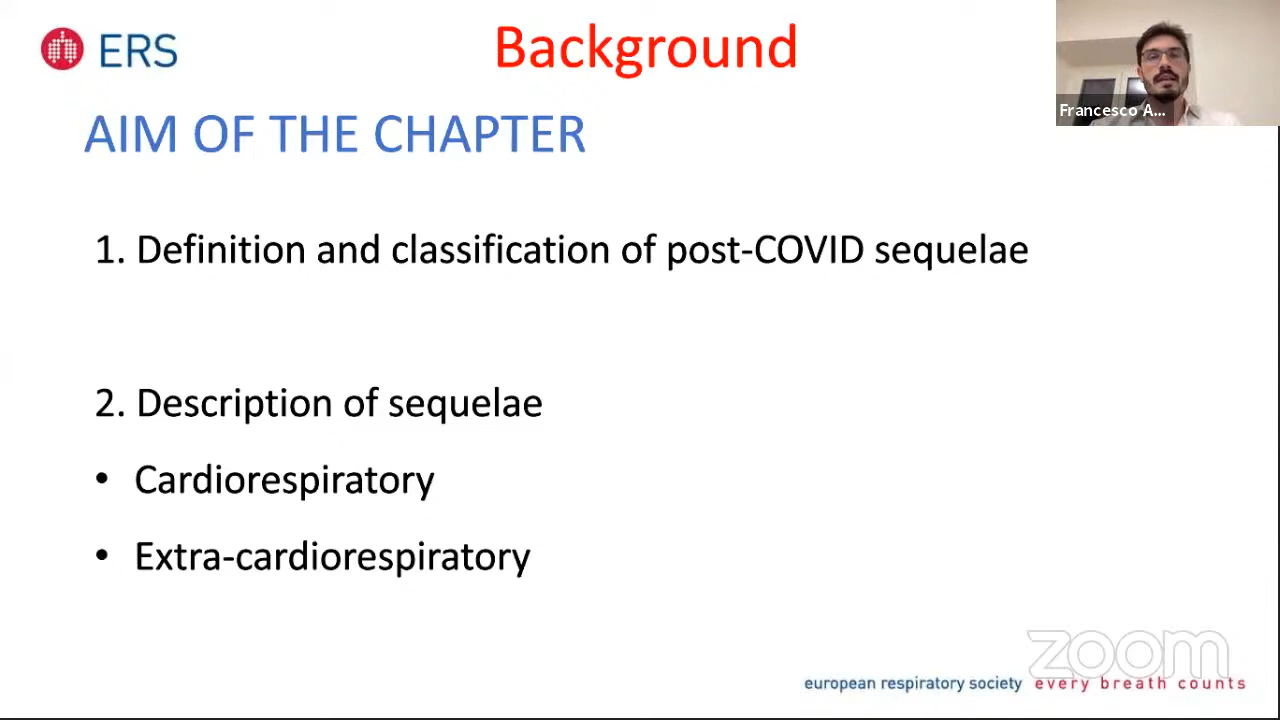 ERS
Background
Francesco A...
AIM OF THE CHAPTER
1. Definition and classification of post-COVID sequelae
2. Description of sequelae
• Cardiorespiratory
• Extra-cardiorespiratory
zoom
european respiratory society every breath counts